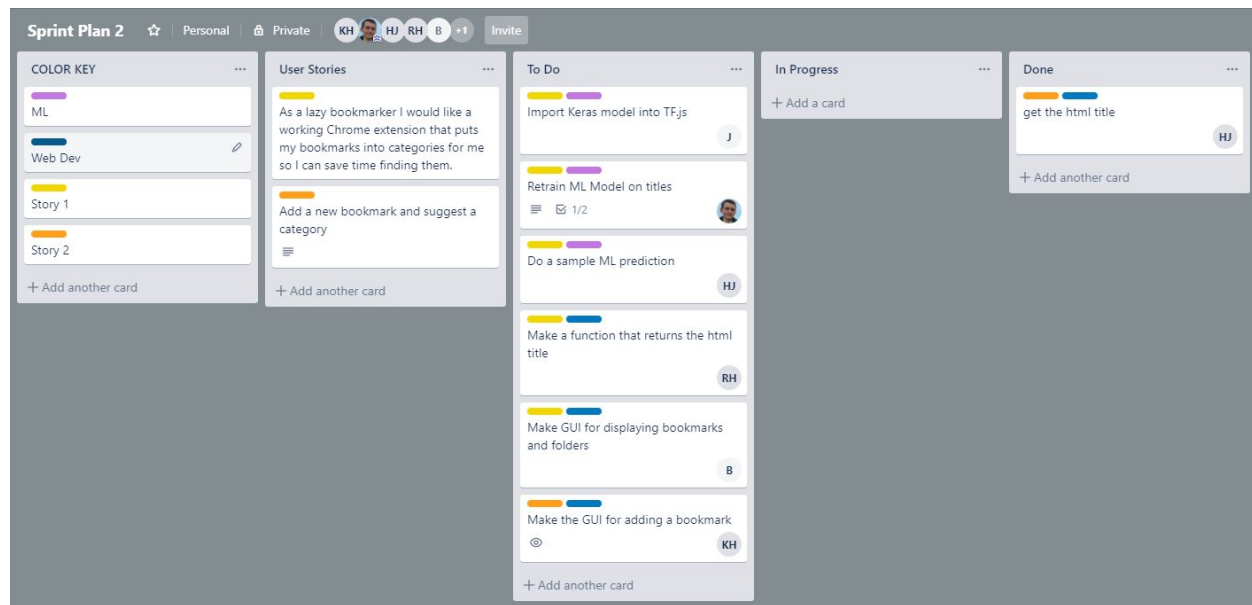 Sprint Plan 2 Personal Private KH HJ RH B +1 Invite
COLOR KEY
ML
Web Dev
Story 1
Story 2
+ Add another card
User Stories
As a lazy bookmarker I would like a
working Chrome extension that puts
my bookmarks into categories for me
so I can save time finding them.
Add a new bookmark and suggest a
category
+ Add another card
To Do
Import Keras model into TF.js
J
Retrain ML Model on titles
1/2
Do a sample ML prediction
HJ
Make a function that returns the html
title
RH
Make GUI for displaying bookmarks
and folders
B
Make the GUI for adding a bookmark
KH
+ Add another card
In Progress
+ Add a card
Done
get the html title
HJ
+ Add another card